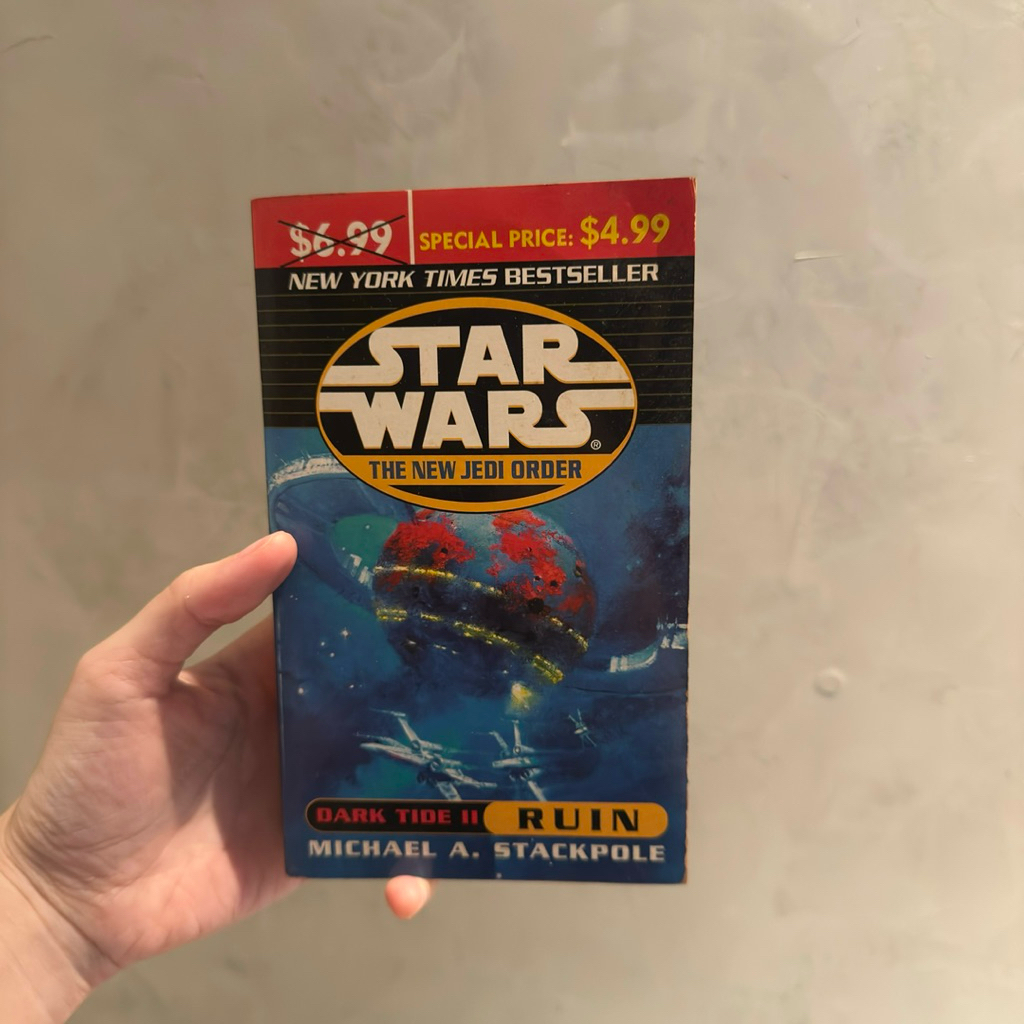 $6.99 SPECIAL PRICE: $4.99
NEW YORK TIMES BESTSELLER
STAR
WARS®
THE NEW JEDI ORDER
DARK TIDE II RUIN
MICHAEL A. STACKPOLE